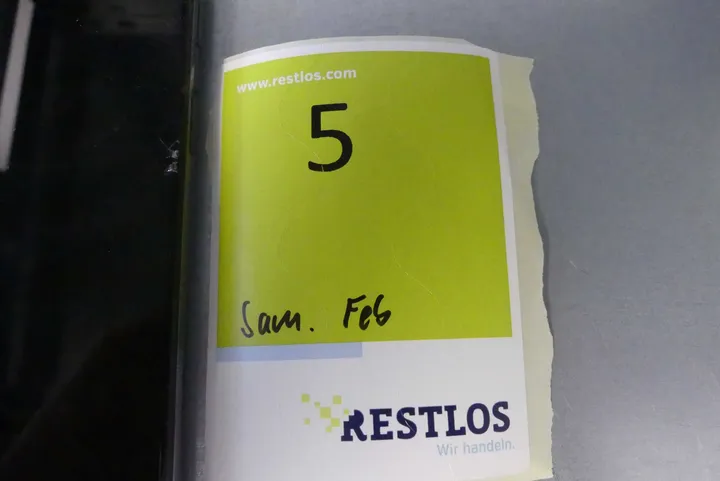 www.restlos.com
5
Sam. Feb
RESTLOS
Wir handeln.